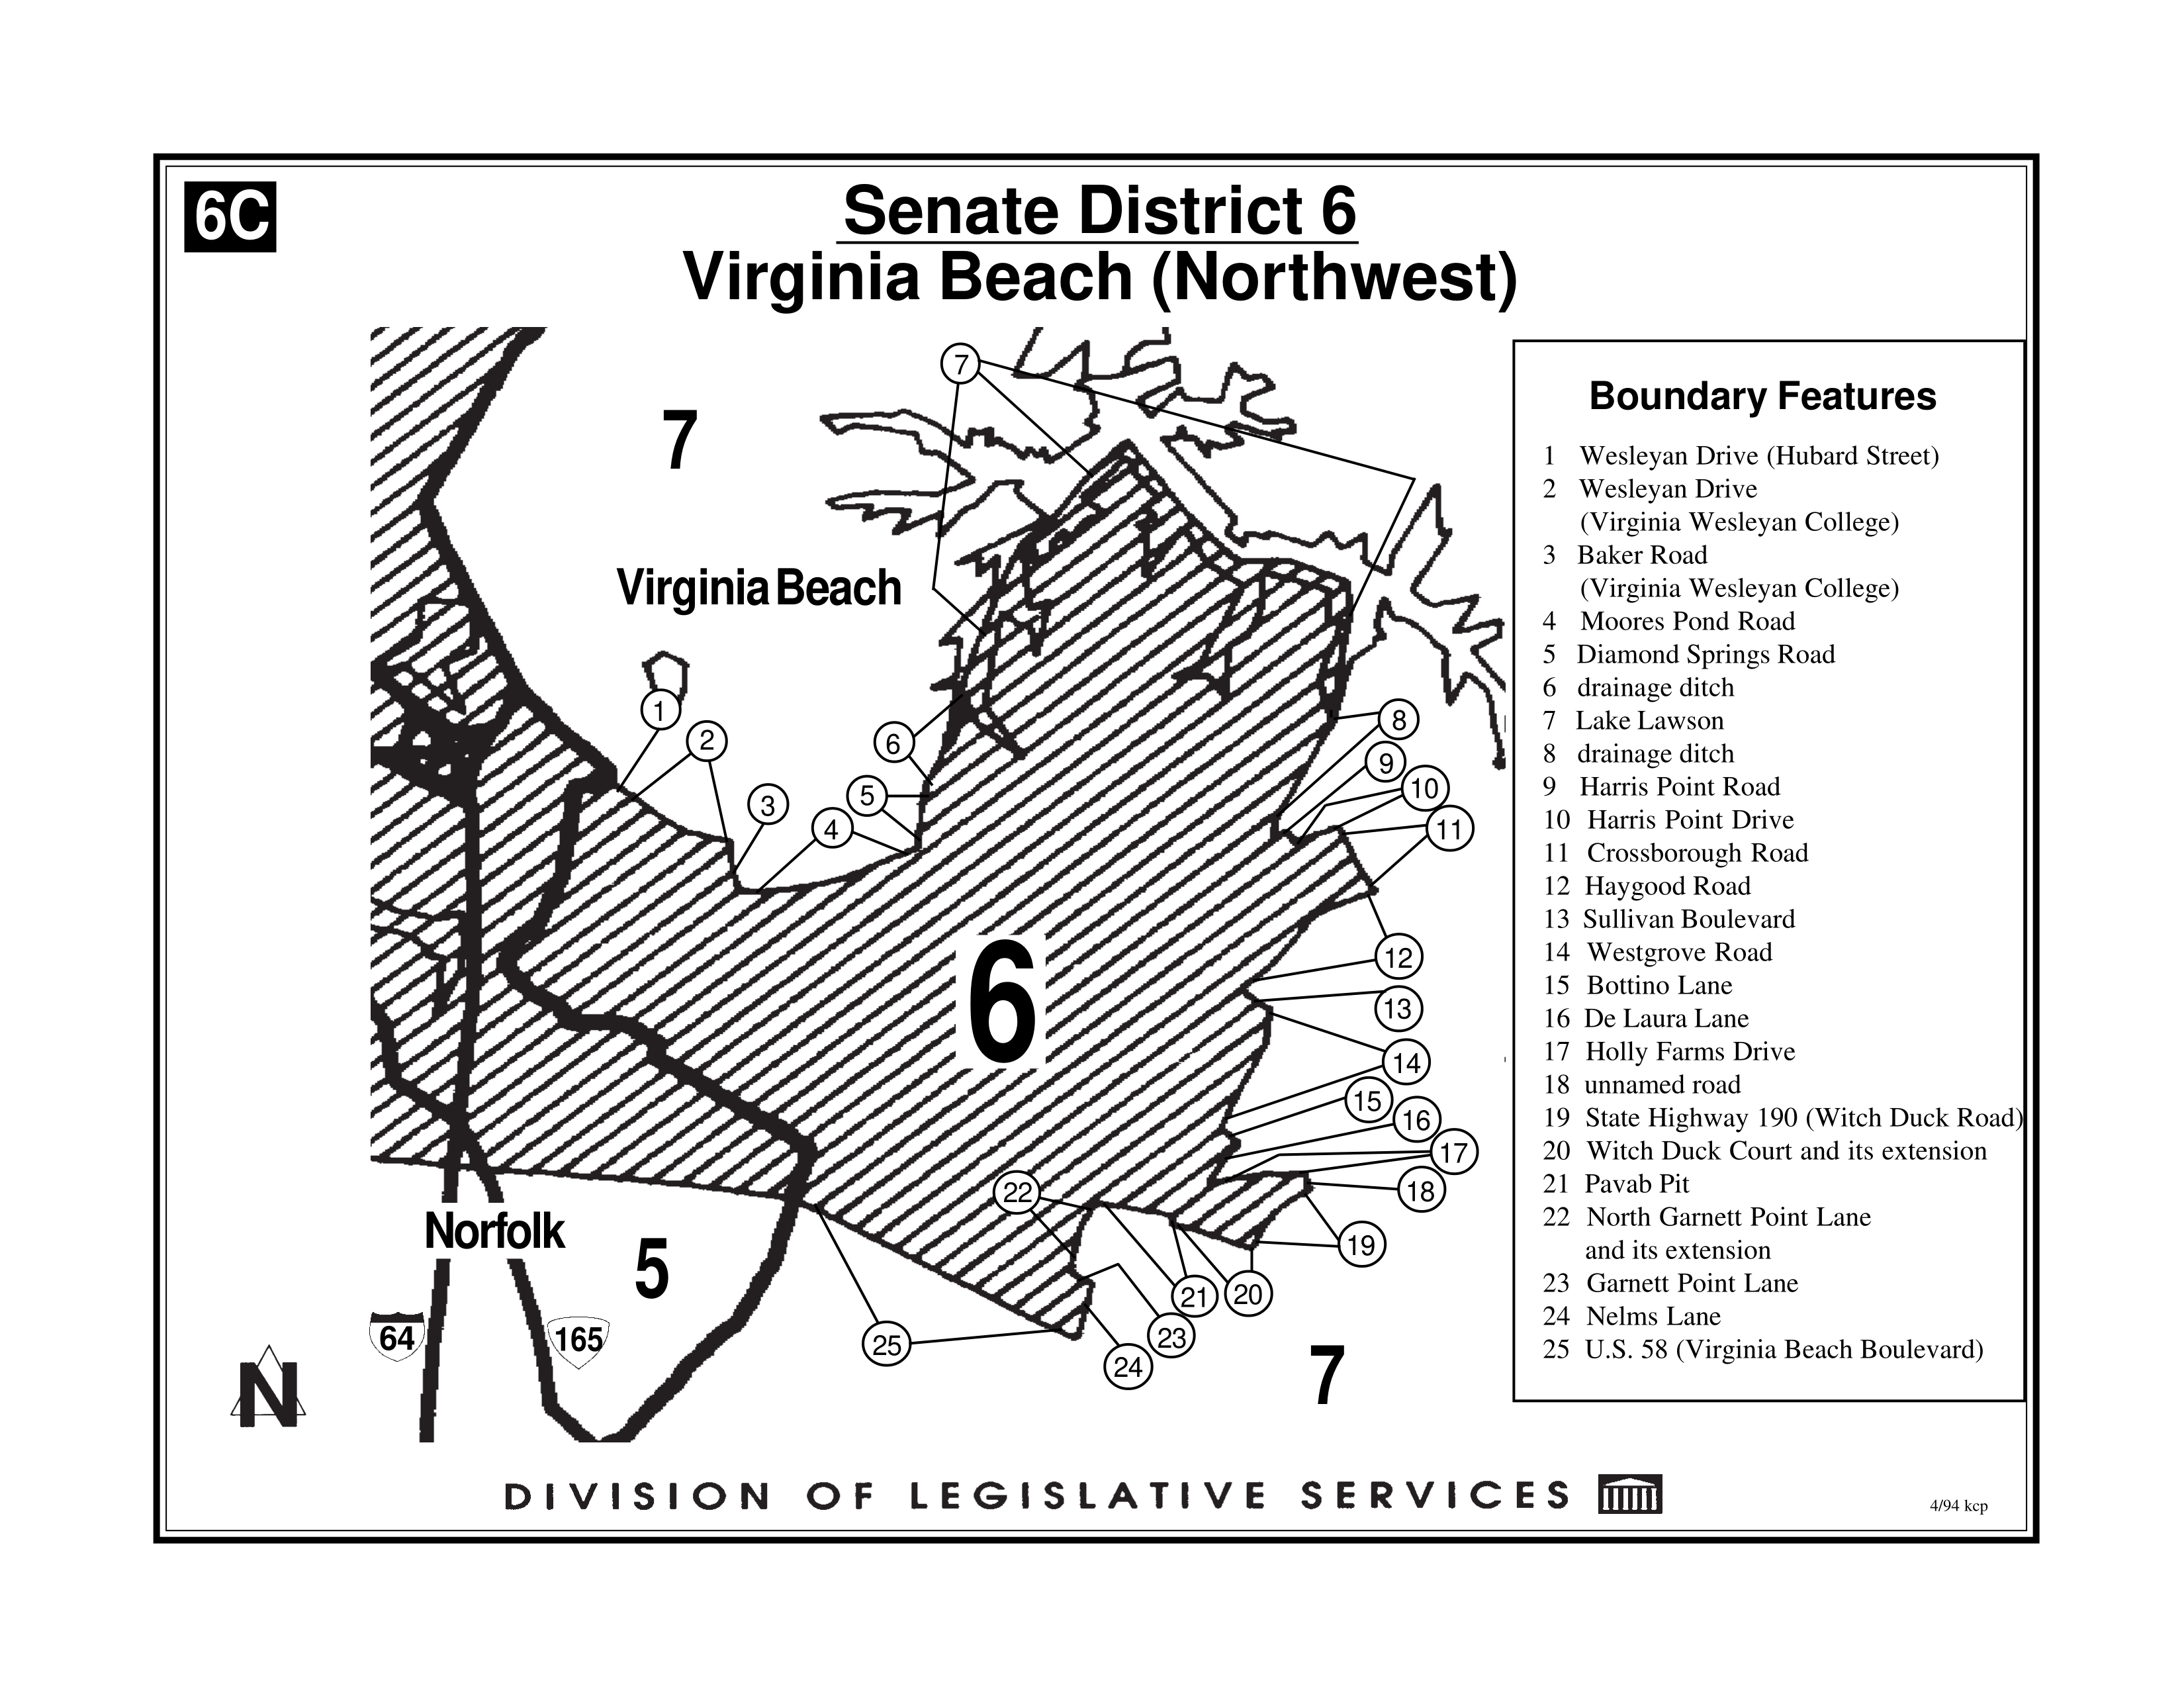 6C
Senate District 6
Virginia Beach (Northwest)
7
7
Virginia Beach
1
2
3
4
5
6
8
9
10
11
12
13
14
15
16
17
18
19
20
21
22
23
24
25
6
Norfolk
5
7
64
165
N
Boundary Features
1 Wesleyan Drive (Hubard Street)
2 Wesleyan Drive
(Virginia Wesleyan College)
3 Baker Road
(Virginia Wesleyan College)
4 Moores Pond Road
5 Diamond Springs Road
6 drainage ditch
7 Lake Lawson
8 drainage ditch
9 Harris Point Road
10 Harris Point Drive
11 Crossborough Road
12 Haygood Road
13 Sullivan Boulevard
14 Westgrove Road
15 Bottino Lane
16 De Laura Lane
17 Holly Farms Drive
18 unnamed road
19 State Highway 190 (Witch Duck Road)
20 Witch Duck Court and its extension
21 Pavab Pit
22 North Garnett Point Lane
and its extension
23 Garnett Point Lane
24 Nelms Lane
25 U.S. 58 (Virginia Beach Boulevard)
DIVISION OF LEGISLATIVE SERVICES
4/94 kcp